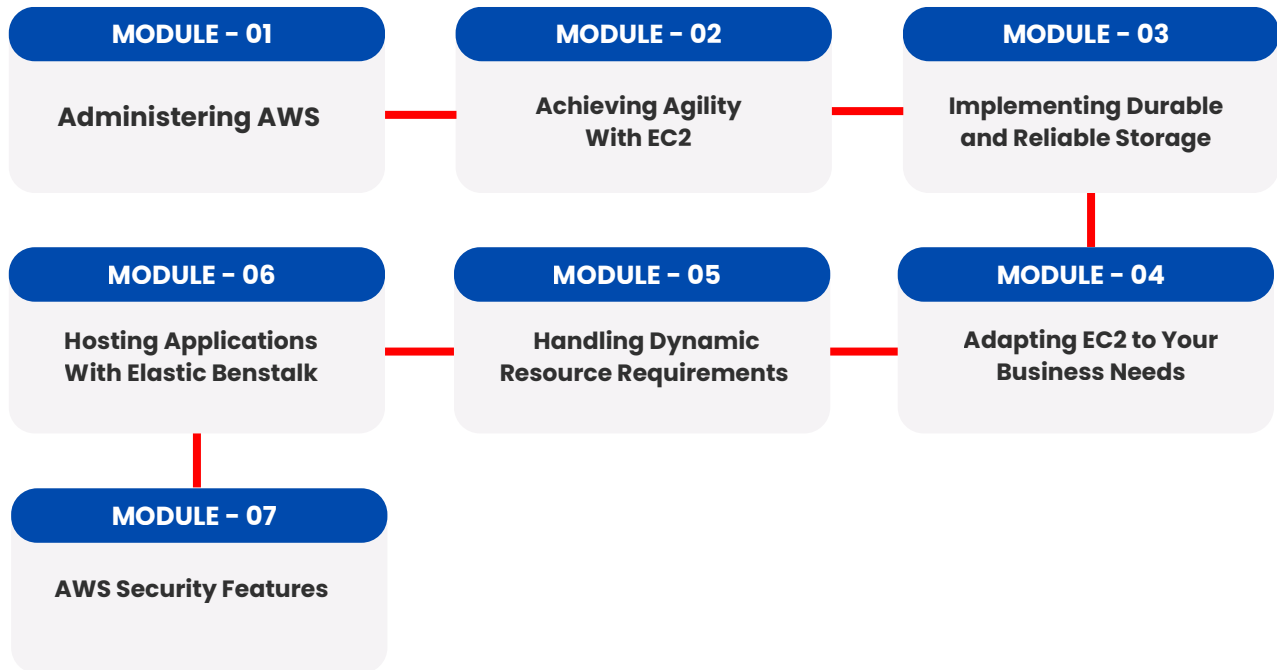 MODULE - 01
Administering AWS
MODULE - 02
Achieving Agility
With EC2
MODULE - 03
Implementing Durable
and Reliable Storage
MODULE - 04
Adapting EC2 to Your
Business Needs
MODULE - 05
Handling Dynamic
Resource Requirements
MODULE - 06
Hosting Applications
With Elastic Benstalk
MODULE - 07
AWS Security Features